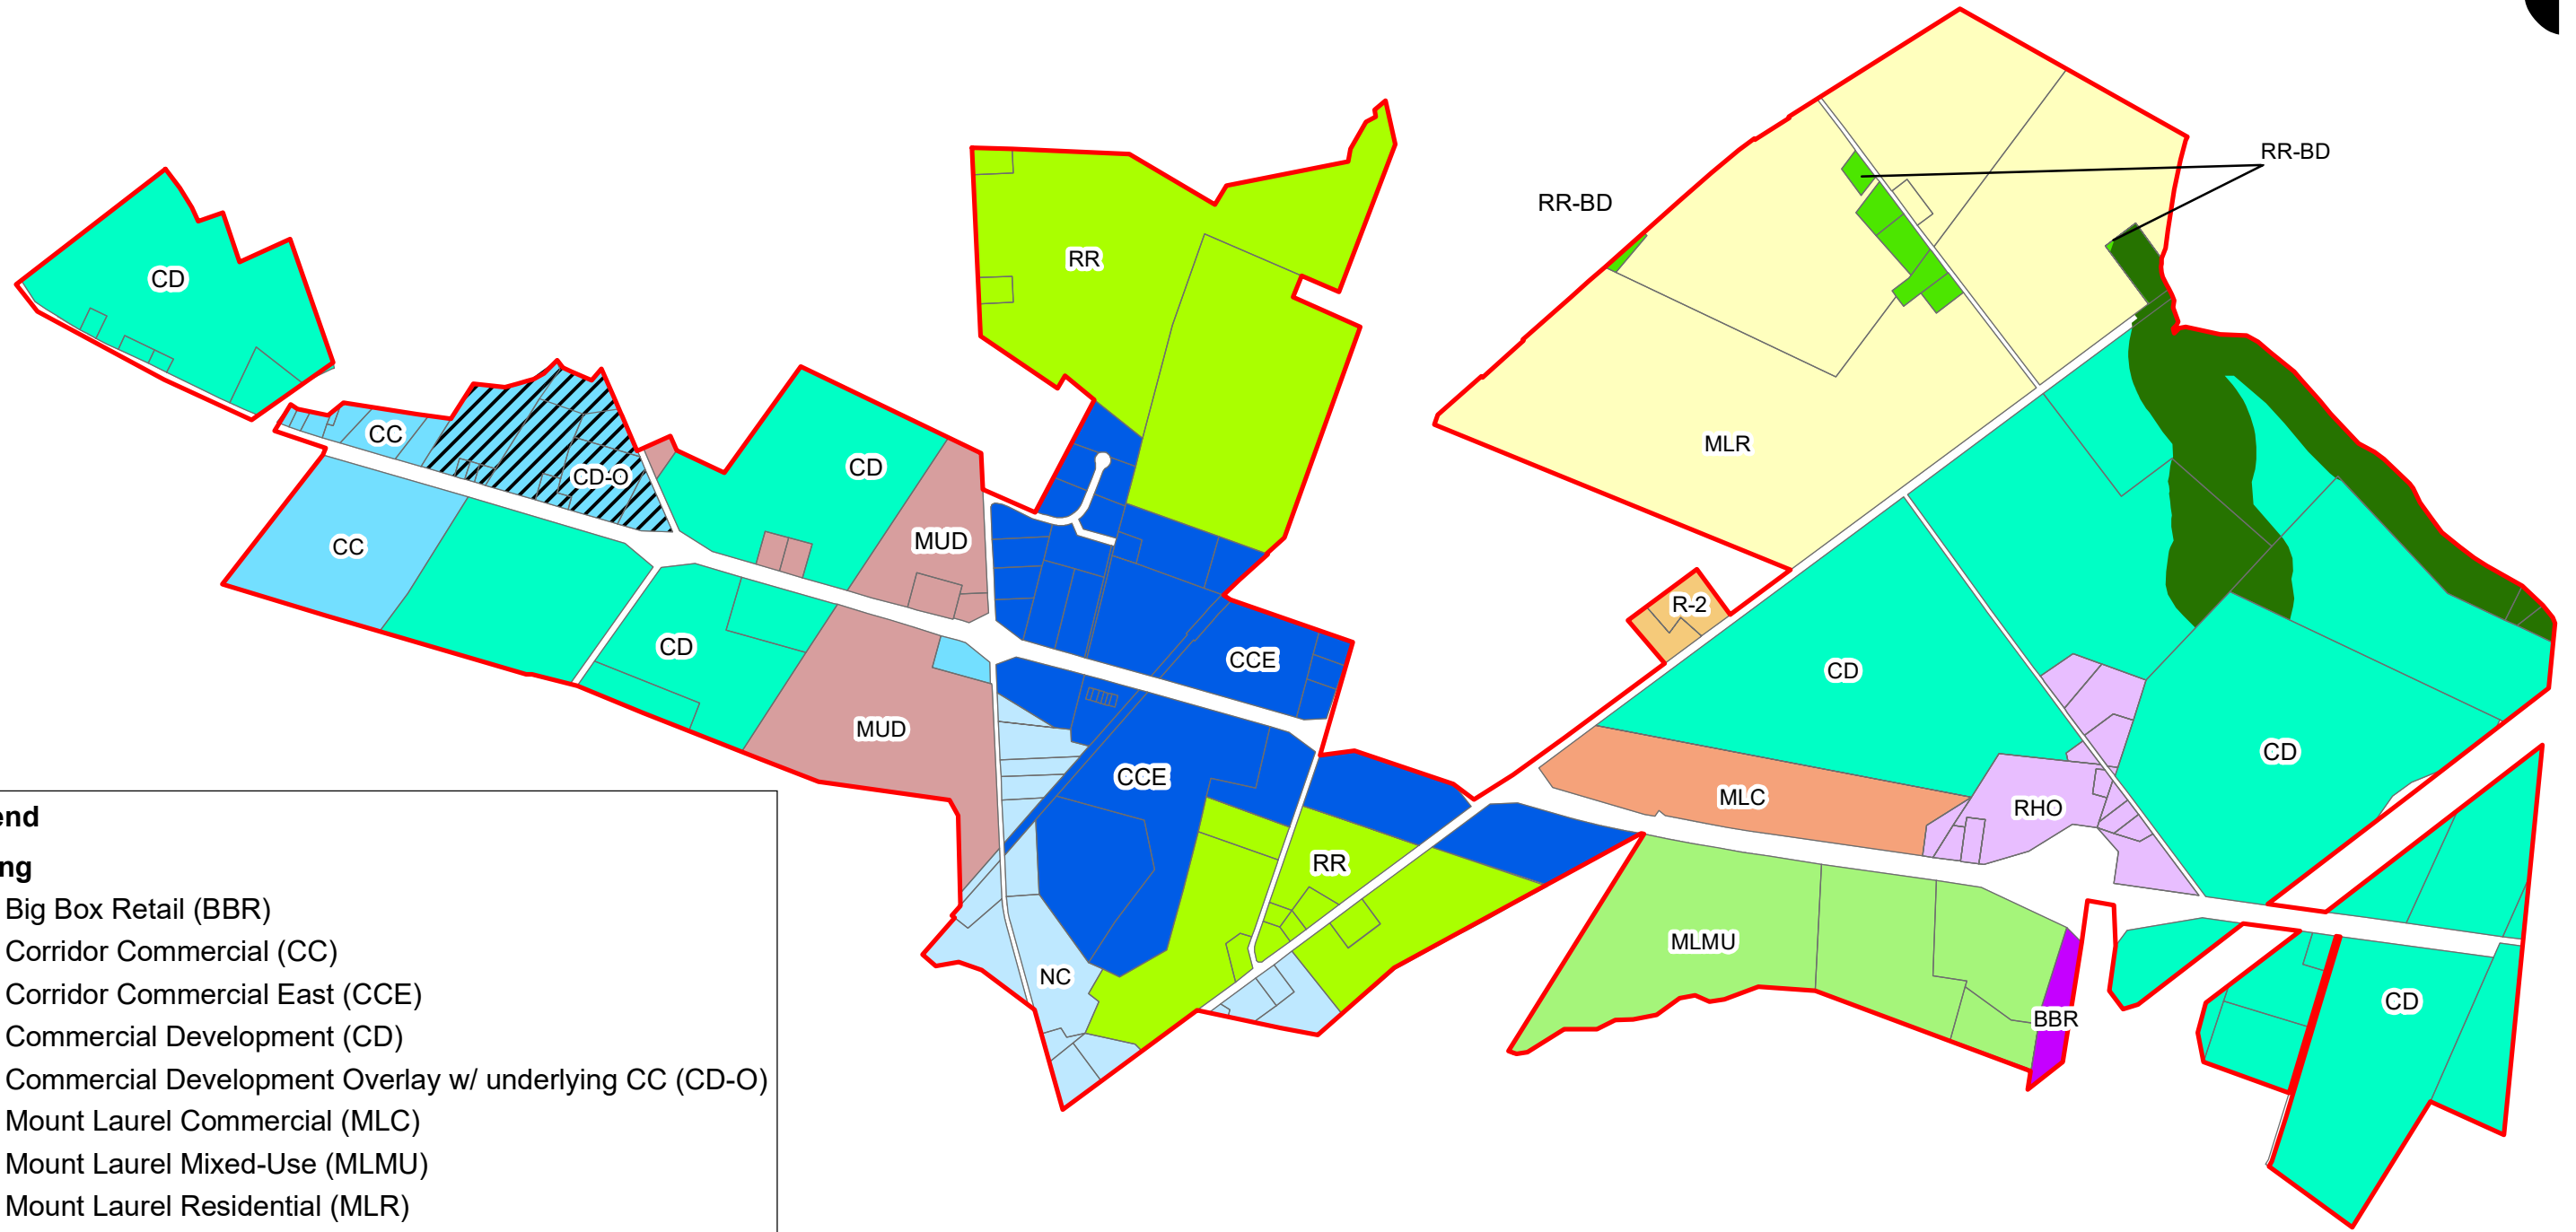 RR-BD
RR-BD
RR
CD
CC
MLR
CD
CD-O
MUD
CC
R-2
CD
CCE
CD
MUD
CD
CCE
MLC
RHO
RR
MLMU
NC
CD
BBR
end
ng
Big Box Retail (BBR)
Corridor Commercial (CC)
Corridor Commercial East (CCE)
Commercial Development (CD)
Commercial Development Overlay w/ underlying CC (CD-O)
Mount Laurel Commercial (MLC)
Mount Laurel Mixed-Use (MLMU)
Mount Laurel Residential (MLR)